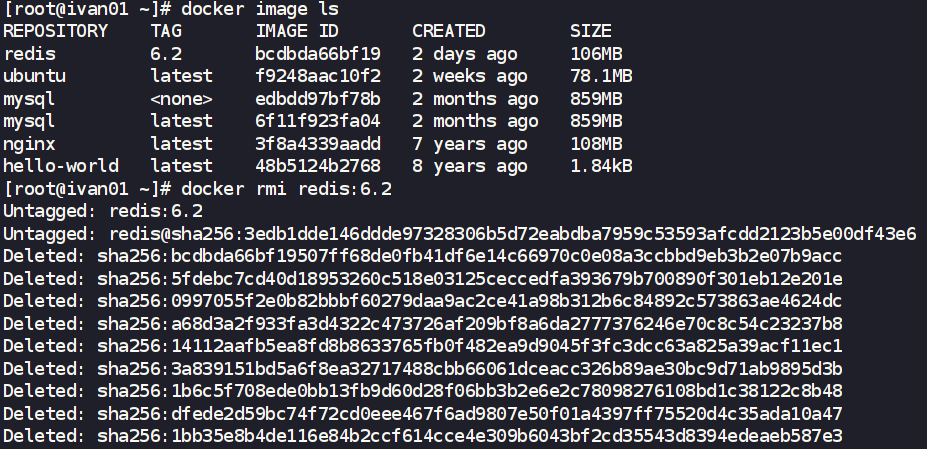 [root@ivan01 ~]# docker image ls
REPOSITORY    TAG       IMAGE ID       CREATED        SIZE
redis         6.2       bcdbda66bf19   2 days ago     106MB
ubuntu        latest    f9248aac10f2   2 weeks ago    78.1MB
mysql         <none>    edbdd97bf78b   2 months ago   859MB
mysql         latest    6f11f923fa04   2 months ago   859MB
nginx         latest    3f8a4339aadd   7 years ago    108MB
hello-world   latest    48b5124b2768   8 years ago    1.84kB
[root@ivan01 ~]# docker rmi redis:6.2
Untagged: redis:6.2
Untagged: redis@sha256:3edb1dde146ddde97328306b5d72eabdba7959c53593afcdd2123b5e00df43e6
Deleted: sha256:bcdbda66bf19507ff68de0fb41df6e14c66970c0e08a3ccbbd9eb3b2e07b9acc
Deleted: sha256:5fdebc7cd40d18953260c518e03125ceccedfa393679b700890f301eb12e201e
Deleted: sha256:0997055f2e0b82bbbf60279daa9ac2ce41a98b312b6c84892c573863ae4624dc
Deleted: sha256:a68d3a2f933fa3d4322c473726af209bf8a6da2777376246e70c8c54c23237b8
Deleted: sha256:14112aafb5ea8fd8b8633765fb0f482ea9d9045f3fc3dcc63a825a39acf11ec1
Deleted: sha256:3a839151bd5a6f8ea32717488cbb66061dceacc326b89ae30bc9d71ab9895d3b
Deleted: sha256:1b6c5f708ede0bb13fb9d60d28f06bb3b2e6e2c78098276108bd1c38122c8b48
Deleted: sha256:dfede2d59bc74f72cd0eee467f6ad9807e50f01a4397ff75520d4c35ada10a47
Deleted: sha256:1bb35e8b4de116e84b2ccf614cce4e309b6043bf2cd35543d8394edeaeb587e3